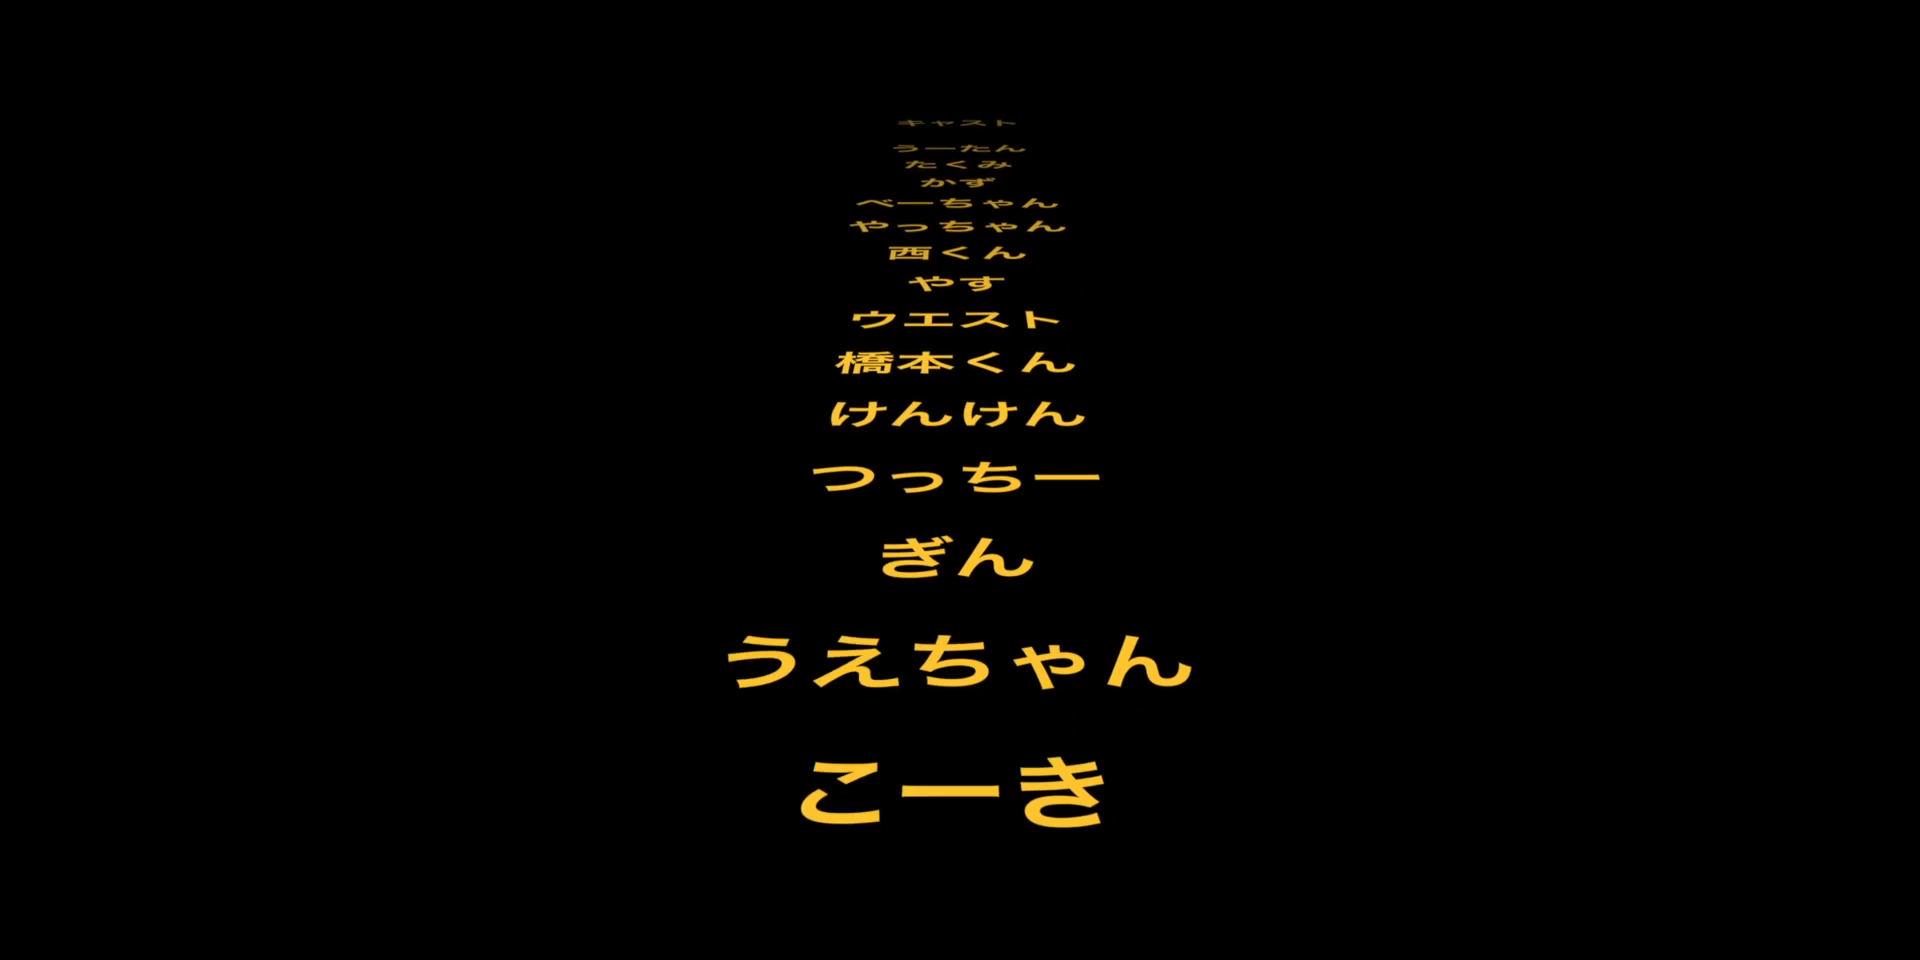 キャスト
うーたん
たくみ
かず
べーちゃん
やっちゃん
西くん
やす
ウエスト
橋本くん
けんけん
つっちー
ぎん
うえちゃん
こーき